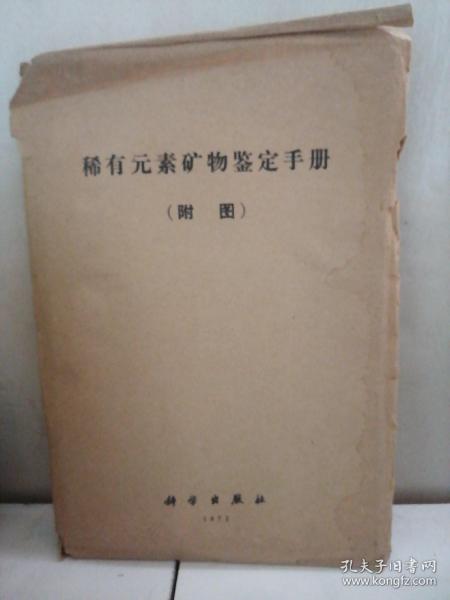 稀有元素矿物鉴定手册
（附 图）
科学出版社
1972
孔夫子旧书网
www.kongfz.com